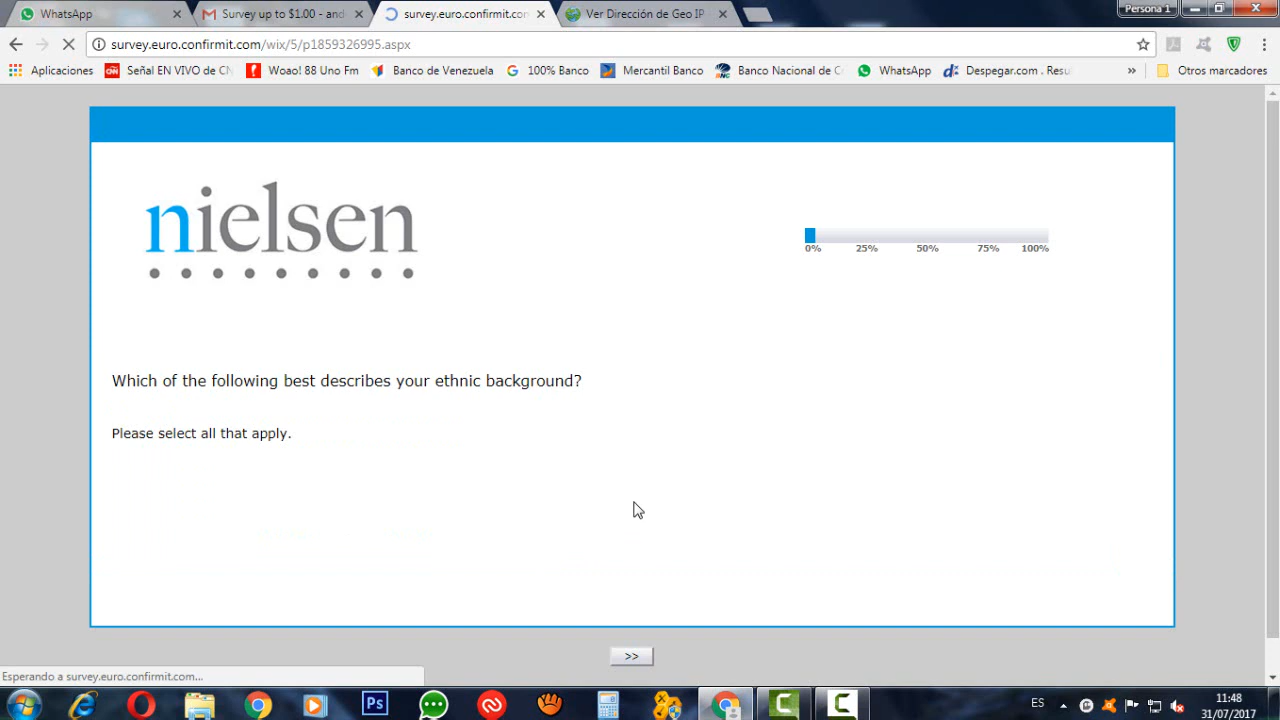 WhatsApp
Survey up to $1.00 - and
survey.euro.confirmit.con
Ver Dirección de Geo IP
Persona 1
survey.euro.confirmit.com/wix/5/p1859326995.aspx
Aplicaciones
Señal EN VIVO de CN
Woao! 88 Uno Fm
Banco de Venezuela
100% Banco
Mercantil Banco
Banco Nacional de C
WhatsApp
Despegar.com . Resu
»
Otros marcadores
nielsen
0% 25% 50% 75% 100%
Which of the following best describes your ethnic background?
Please select all that apply.
>>
Esperando a survey.euro.confirmit.com...
Ps
ES
11:48
31/07/2017